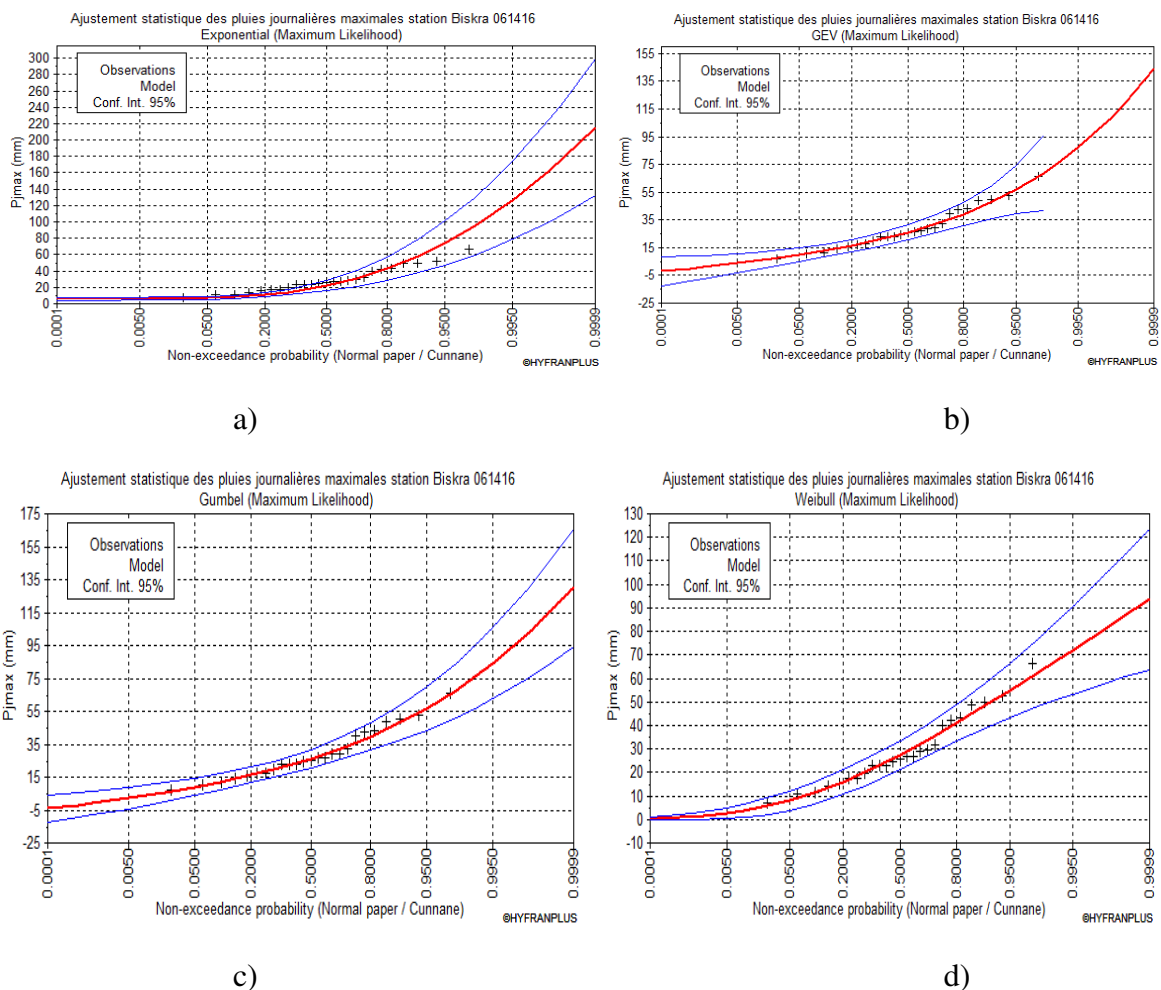 Ajustement statistique des pluies journalières maximales station Biskra 061416
Exponential (Maximum Likelihood)
Observations
Model
Conf. Int. 95%
Pjmax (mm)
300
280
260
240
220
200
180
160
140
120
100
80
60
40
20
0
0.0001
0.0050
0.0500
0.2000
0.5000
0.8000
0.9500
0.9950
0.9999
Non-exceedance probability (Normal paper / Cunnane)
©HYFRANPLUS
a)
Ajustement statistique des pluies journalières maximales station Biskra 061416
GEV (Maximum Likelihood)
Observations
Model
Conf. Int. 95%
Pjmax (mm)
155
135
115
95
75
55
35
15
-5
-25
0.0001
0.0050
0.0500
0.2000
0.5000
0.8000
0.9500
0.9950
0.9999
Non-exceedance probability (Normal paper / Cunnane)
©HYFRANPLUS
b)
Ajustement statistique des pluies journalières maximales station Biskra 061416
Gumbel (Maximum Likelihood)
Observations
Model
Conf. Int. 95%
Pjmax (mm)
175
155
135
115
95
75
55
35
15
-5
-25
0.0001
0.0050
0.0500
0.2000
0.5000
0.8000
0.9500
0.9950
0.9999
Non-exceedance probability (Normal paper / Cunnane)
©HYFRANPLUS
c)
Ajustement statistique des pluies journalières maximales station Biskra 061416
Weibull (Maximum Likelihood)
Observations
Model
Conf. Int. 95%
Pjmax (mm)
130
120
110
100
90
80
70
60
50
40
30
20
10
0
-10
0.0001
0.0050
0.0500
0.2000
0.5000
0.8000
0.9500
0.9950
0.9999
Non-exceedance probability (Normal paper / Cunnane)
©HYFRANPLUS
d)